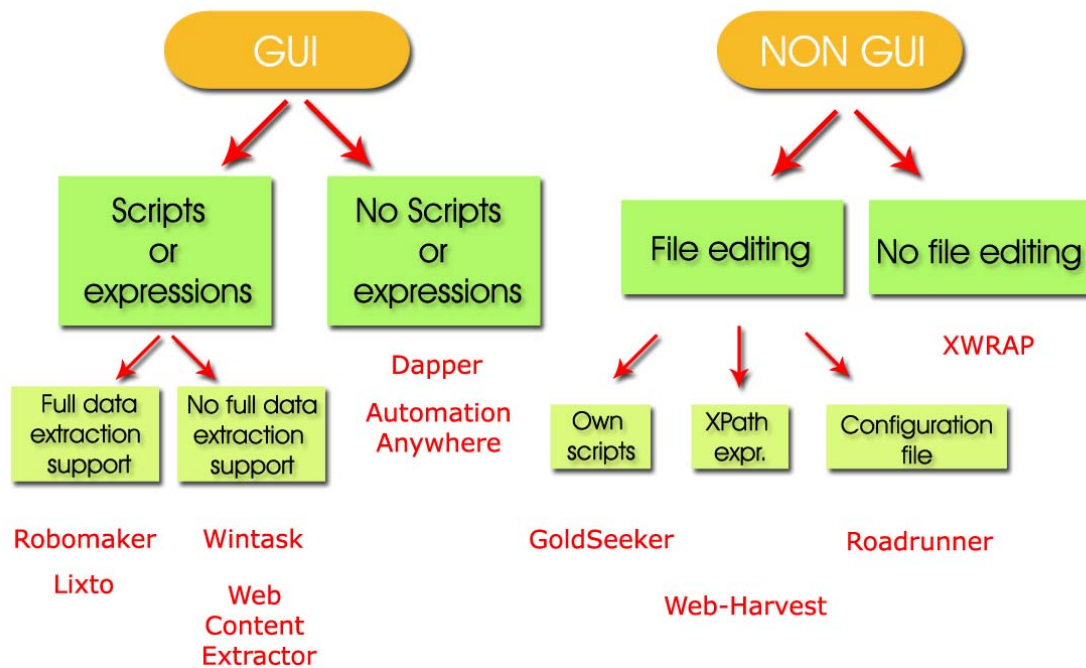 GUI
NON GUI
Scripts
or
expressions
No Scripts
or
expressions
File editing
No file editing
Dapper
Automation
Anywhere
XWRAP
Full data
extraction
support
No full data
extraction
support
Own
scripts
XPath
expr.
Configuration
file
Robomaker
Lixto
Wintask
Web
Content
Extractor
GoldSeeker
Web-Harvest
Roadrunner